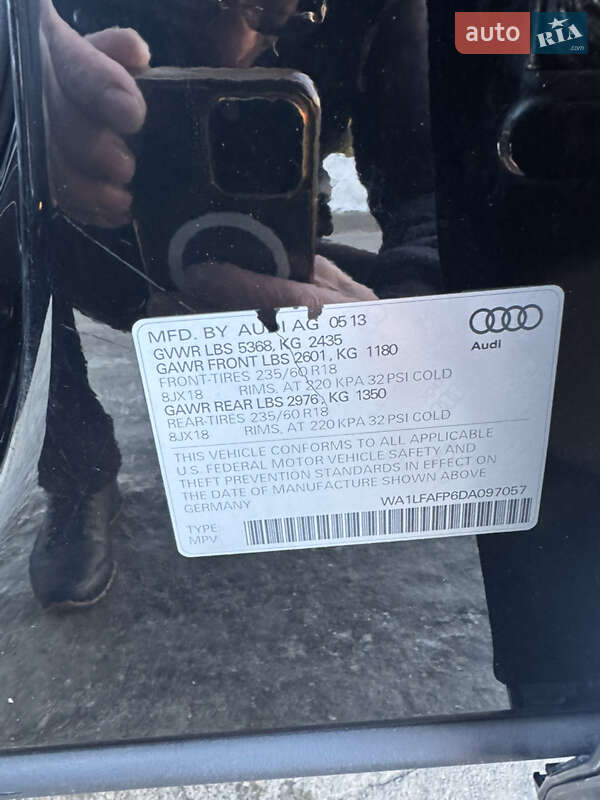 auto RIA .com
MFD. BY AUDI AG 05 13
GVWR LBS 5368, KG 2435
GAWR FRONT LBS 2601, KG 1180
FRONT-TIRES 235/60 R18
8JX18 RIMS, AT 220 KPA 32 PSI COLD
GAWR REAR LBS 2976, KG 1350
REAR-TIRES 235/60 R18
8JX18 RIMS, AT 220 KPA 32 PSI COLD
Audi
THIS VEHICLE CONFORMS TO ALL APPLICABLE
U.S. FEDERAL MOTOR VEHICLE SAFETY AND
THEFT PREVENTION STANDARDS IN EFFECT ON
THE DATE OF MANUFACTURE SHOWN ABOVE
GERMANY
WA1LFAFP6DA097057
TYPE:
MPV